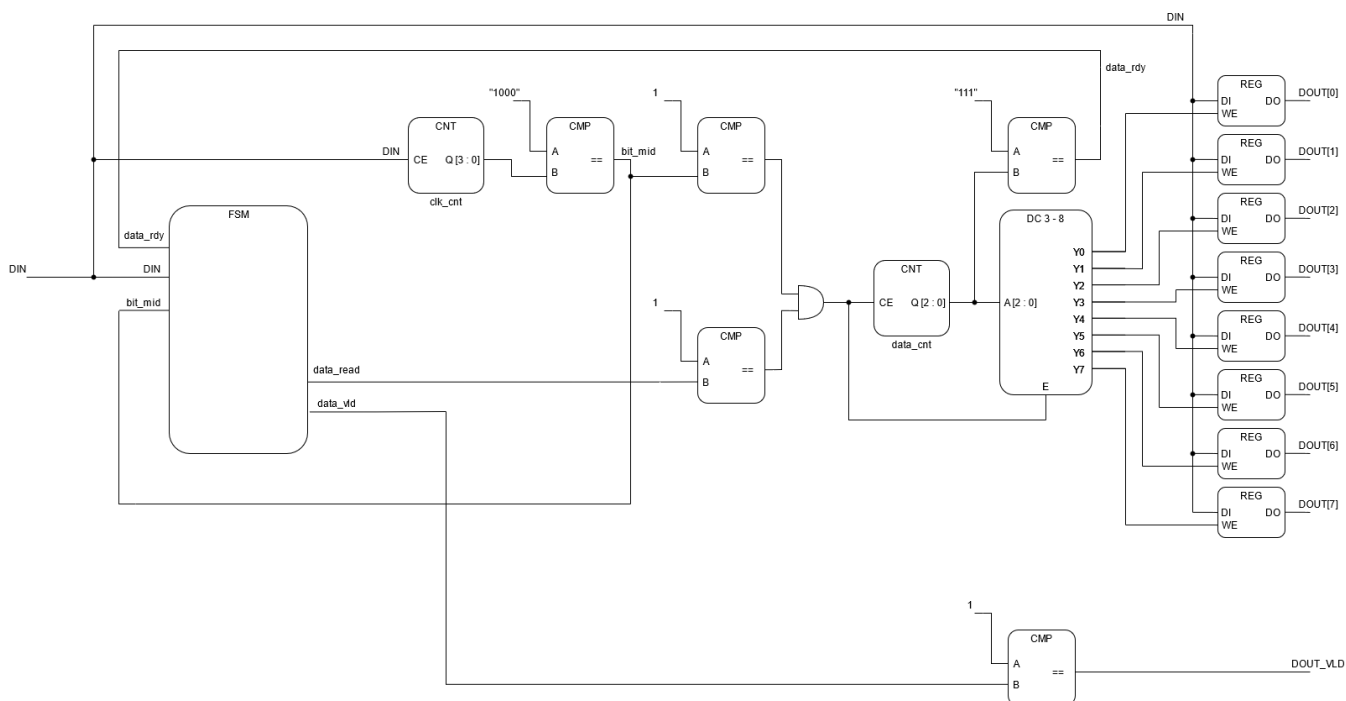 DIN
data_rdy
REG
DI DO
WE
DOUT[0]
"1000"
1
"111"
CNT
DIN
CE Q [3 : 0]
clk_cnt
CMP
A
==
B
bit_mid
CMP
A
==
B
CMP
A
==
B
REG
DI DO
WE
DOUT[1]
FSM
data_rdy
DIN
DIN
bit_mid
data_read
data_vld
DC 3 - 8
Y0
Y1
Y2
Y3
Y4
Y5
Y6
Y7
A[2 : 0]
E
REG
DI DO
WE
DOUT[2]
CNT
CE Q [2 : 0]
data_cnt
REG
DI DO
WE
DOUT[3]
1
CMP
A
==
B
REG
DI DO
WE
DOUT[4]
REG
DI DO
WE
DOUT[5]
REG
DI DO
WE
DOUT[6]
REG
DI DO
WE
DOUT[7]
1
CMP
A
==
B
DOUT_VLD